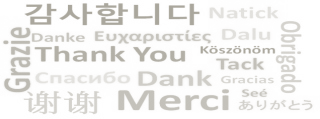 감사합니다 Natick
Grazie
Danke Ευχαριστίες Dalu
Obrigado
Thank You Köszönöm
Tack
Спасибо Dank Gracias
谢谢 Merci Seé
ありがとう